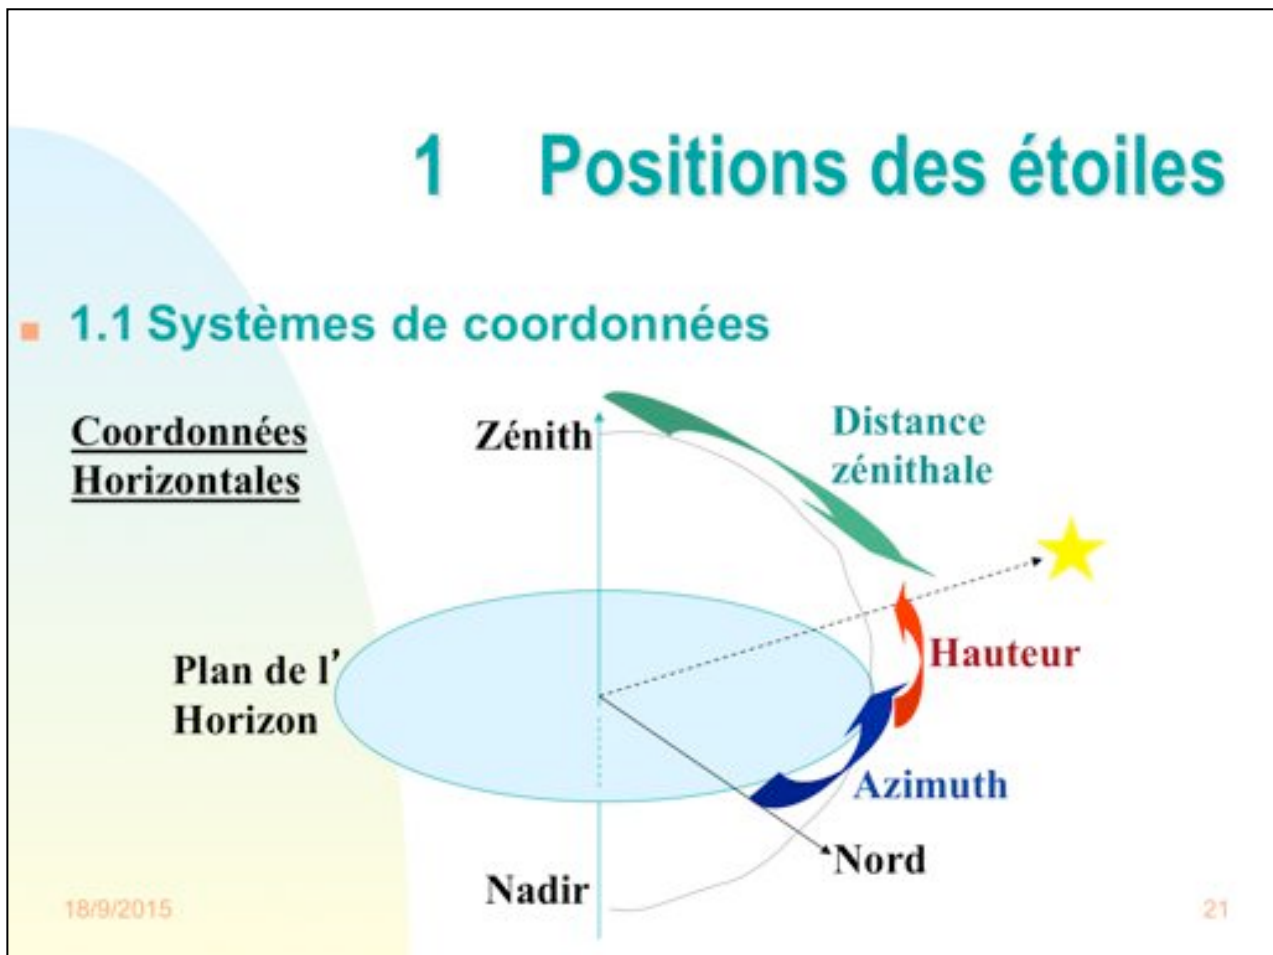 1 Positions des étoiles
1.1 Systèmes de coordonnées
Coordonnées
Horizontales
Zénith
Distance
zénithale
Plan de l’
Horizon
Hauteur
Azimuth
Nord
Nadir
18/9/2015
21